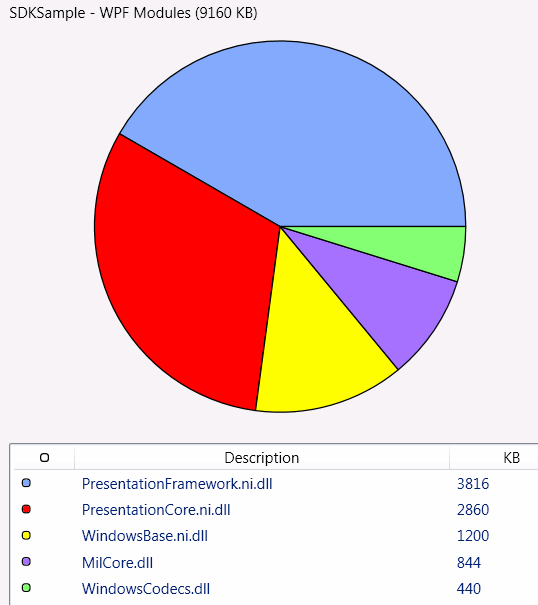 SDKSample - WPF Modules (9160 KB)
Description KB
PresentationFramework.ni.dll 3816
PresentationCore.ni.dll 2860
WindowsBase.ni.dll 1200
MilCore.dll 844
WindowsCodecs.dll 440